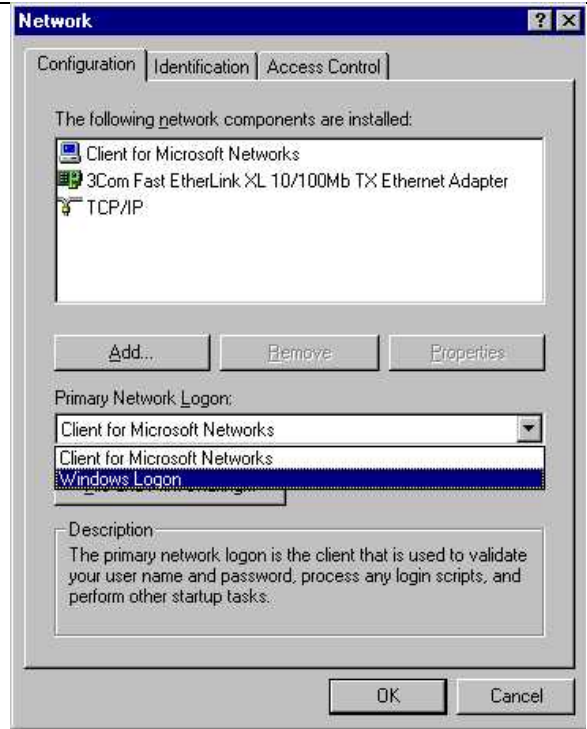 Network
Configuration Identification Access Control
The following network components are installed:
Client for Microsoft Networks
3Com Fast EtherLink XL 10/100Mb TX Ethernet Adapter
TCP/IP
Add... Remove Properties
Primary Network Logon:
Client for Microsoft Networks
Client for Microsoft Networks
Windows Logon
Description
The primary network logon is the client that is used to validate
your user name and password, process any login scripts, and
perform other startup tasks.
OK Cancel